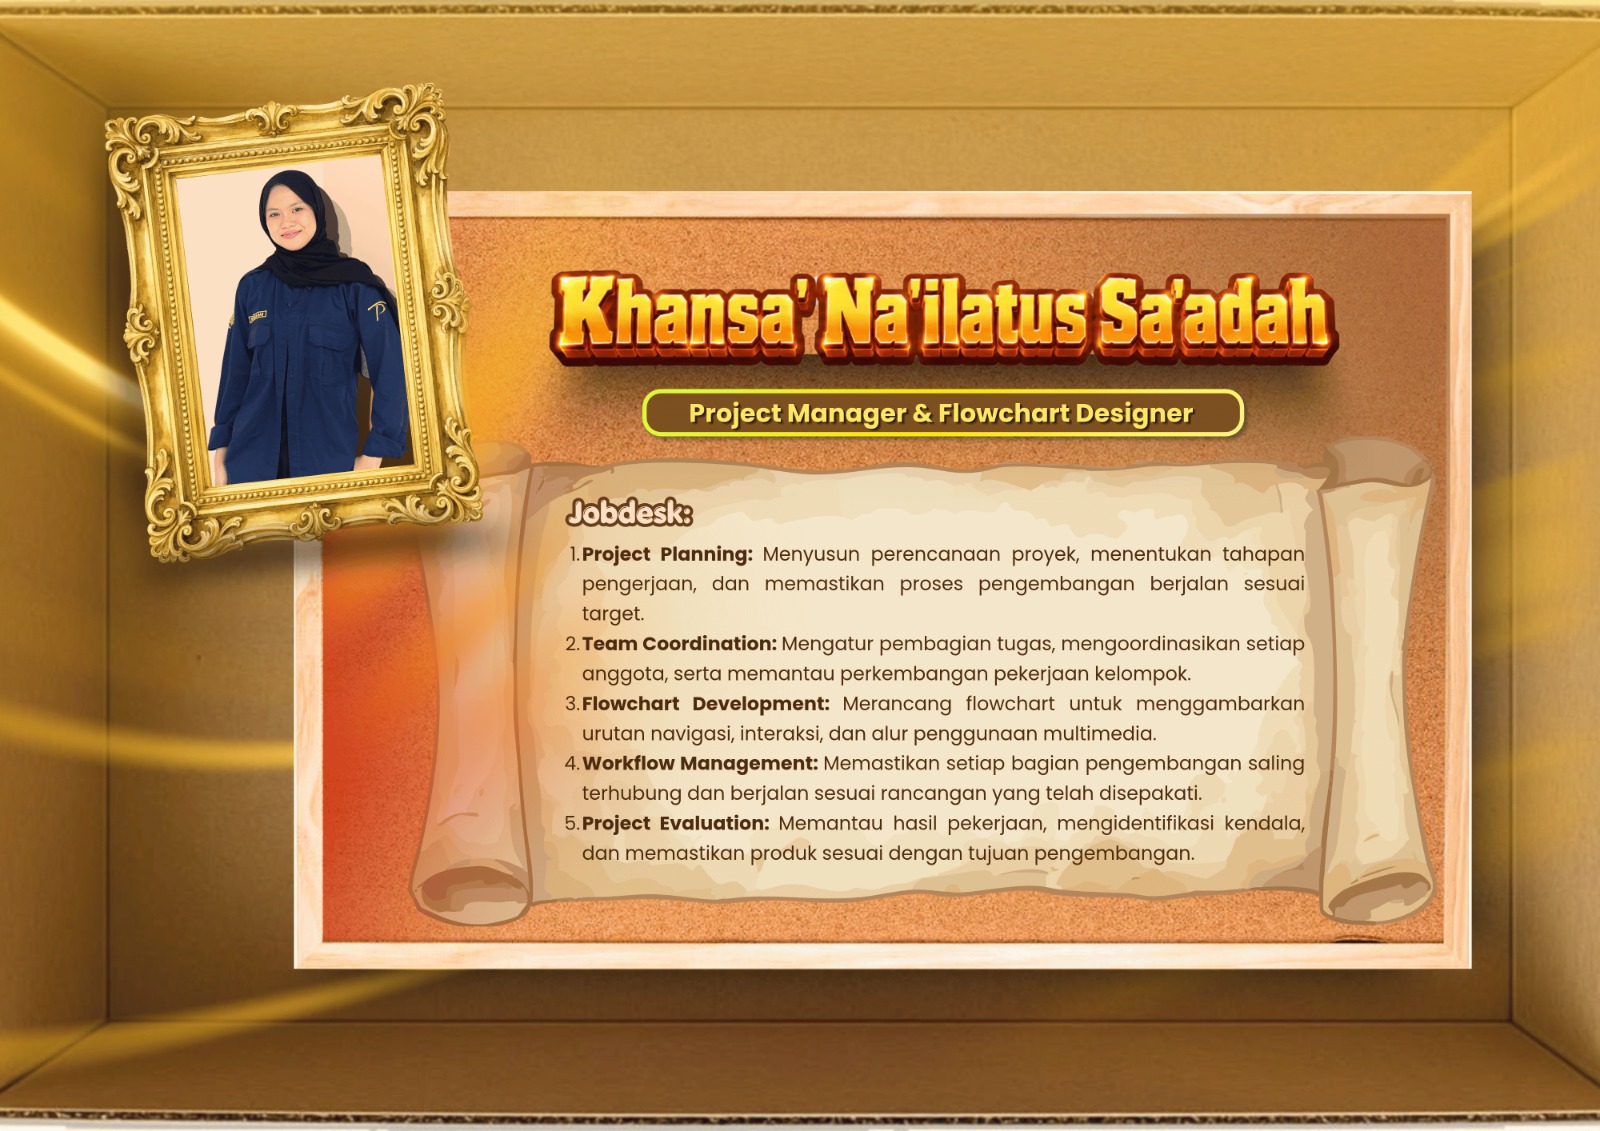 Khansa' Na'ilatus Sa'adah
Project Manager & Flowchart Designer
Jobdesk:
1. Project Planning: Menyusun perencanaan proyek, menentukan tahapan
pengerjaan, dan memastikan proses pengembangan berjalan sesuai
target.
2. Team Coordination: Mengatur pembagian tugas, mengoordinasikan setiap
anggota, serta memantau perkembangan pekerjaan kelompok.
3. Flowchart Development: Merancang flowchart untuk menggambarkan
urutan navigasi, interaksi, dan alur penggunaan multimedia.
4. Workflow Management: Memastikan setiap bagian pengembangan saling
terhubung dan berjalan sesuai rancangan yang telah disepakati.
5. Project Evaluation: Memantau hasil pekerjaan, mengidentifikasi kendala,
dan memastikan produk sesuai dengan tujuan pengembangan.